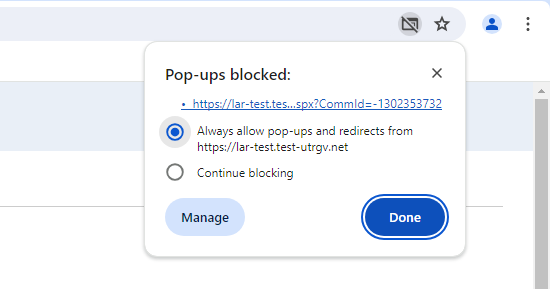 Pop-ups blocked:
• https://lar-test.tes...spx?CommId=-1302353732
Always allow pop-ups and redirects from
https://lar-test.test-utrgv.net
Continue blocking
Manage
Done